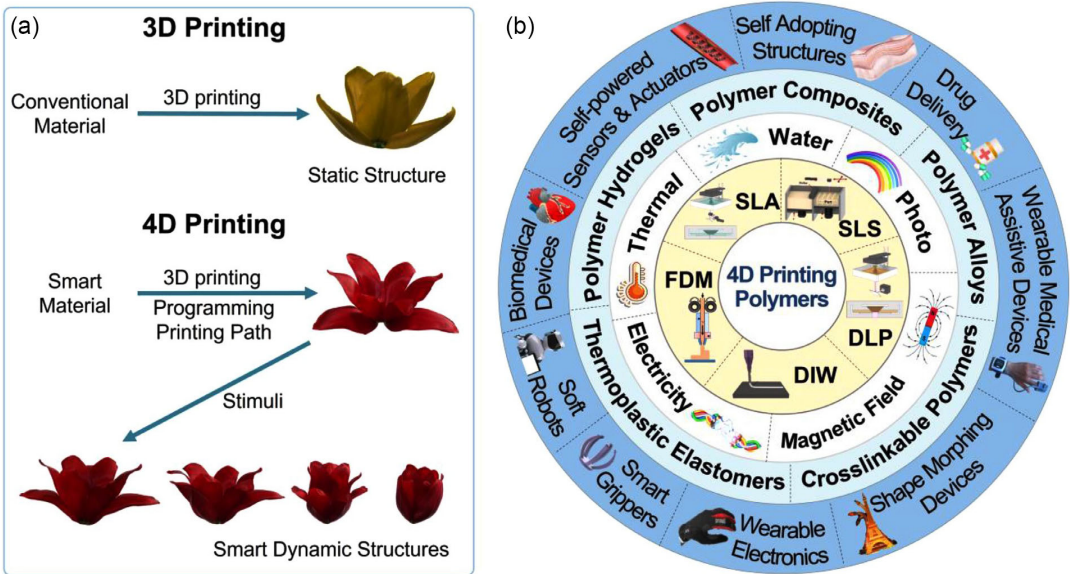 (a)
3D Printing
Conventional
Material
3D printing
Static Structure
4D Printing
Smart
Material
3D printing
Programming
Printing Path
Stimuli
Smart Dynamic Structures
(b)
4D Printing
Polymers
SLA
SLS
DLP
DIW
FDM
Water
Photo
Magnetic Field
Electricity
Thermal
Polymer Composites
Polymer Alloys
Crosslinkable Polymers
Thermoplastic Elastomers
Polymer Hydrogels
Self Adopting
Structures
Drug
Delivery
Wearable Medical
Assistive Devices
Shape Morphing
Devices
Wearable
Electronics
Smart
Grippers
Soft
Robots
Biomedical
Devices
Self-powered
Sensors & Actuators